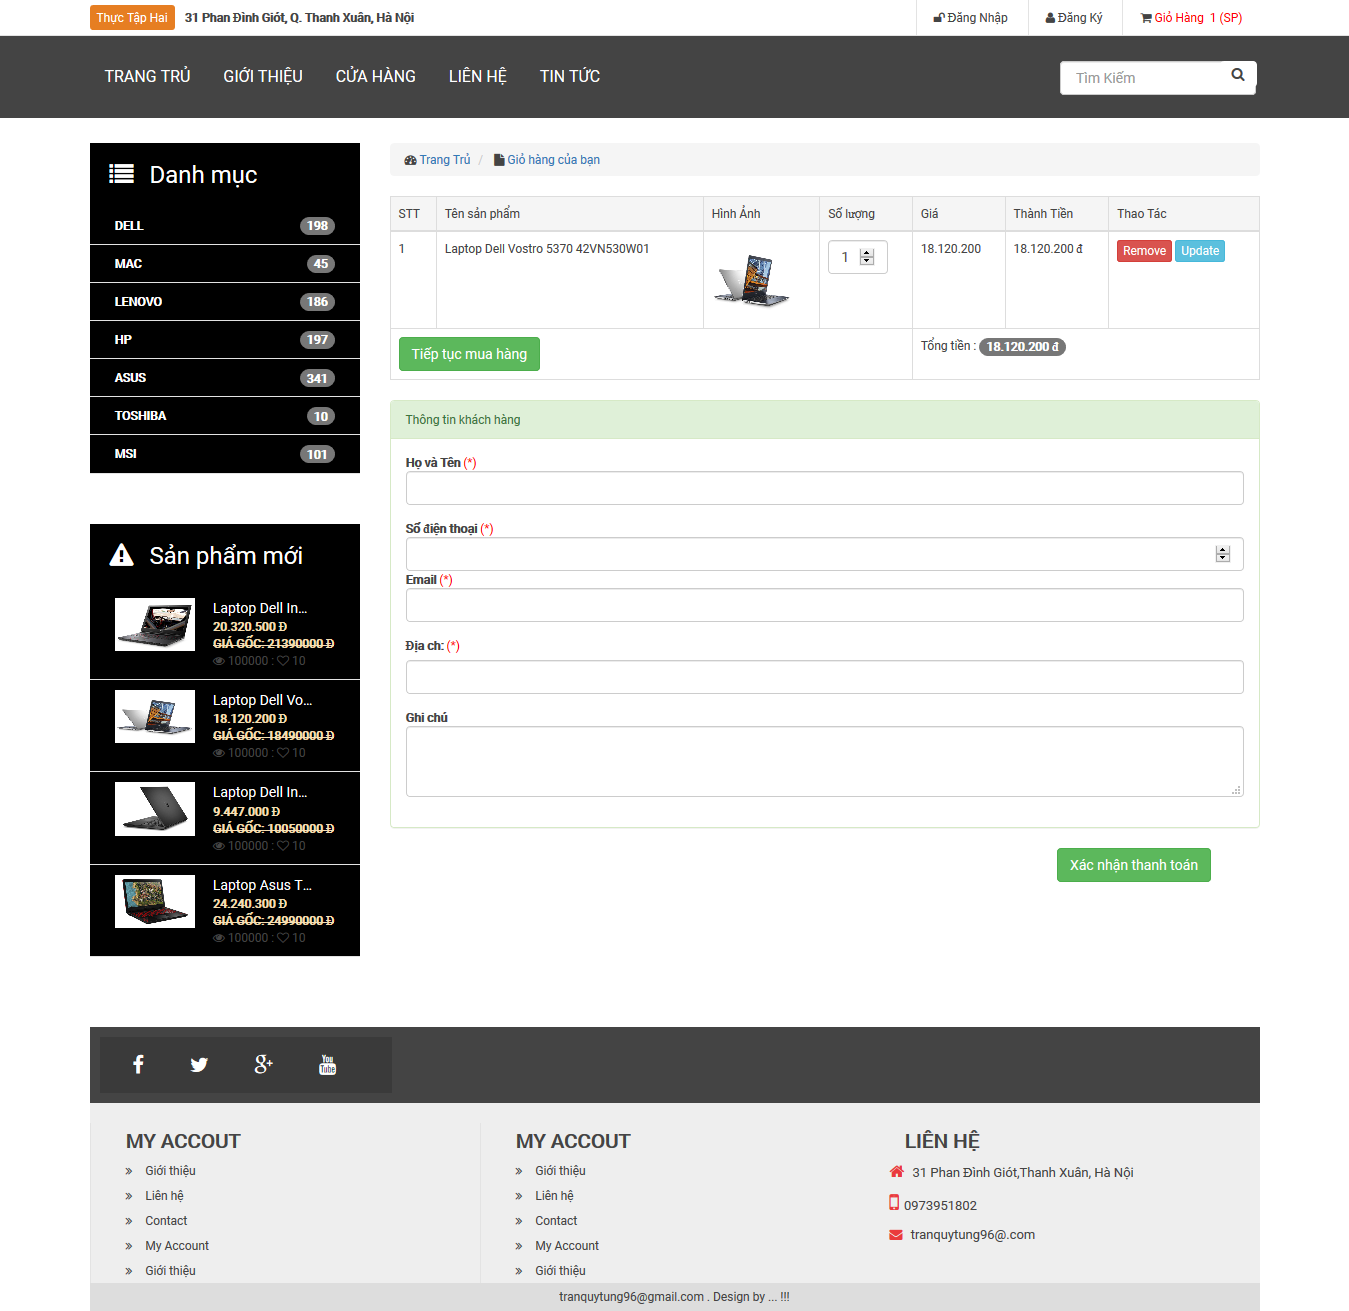 Thực Tập Hai 31 Phan Đình Giót, Q. Thanh Xuân, Hà Nội Đăng Nhập Đăng Ký Giỏ Hàng 1 (SP)
TRANG TRỦ GIỚI THIỆU CỬA HÀNG LIÊN HỆ TIN TỨC Tìm Kiếm
Danh mục
DELL 198
MAC 45
LENOVO 186
HP 197
ASUS 341
TOSHIBA 10
MSI 101
Sản phẩm mới
Laptop Dell In...
20.320.500 Đ
GIÁ GỐC: 21390000 Đ
100000 : 10
Laptop Dell Vo...
18.120.200 Đ
GIÁ GỐC: 18490000 Đ
100000 : 10
Laptop Dell In...
9.447.000 Đ
GIÁ GỐC: 10050000 Đ
100000 : 10
Laptop Asus T...
24.240.300 Đ
GIÁ GỐC: 24990000 Đ
100000 : 10
Trang Trủ / Giỏ hàng của bạn
STT Tên sản phẩm Hình Ảnh Số lượng Giá Thành Tiền Thao Tác
1 Laptop Dell Vostro 5370 42VN530W01 1 18.120.200 18.120.200 đ Remove Update
Tiếp tục mua hàng Tổng tiền : 18.120.200 đ
Thông tin khách hàng
Họ và Tên (*)
Số điện thoại (*)
Email (*)
Địa ch: (*)
Ghi chú
Xác nhận thanh toán
You
Tube
MY ACCOUT
Giới thiệu
Liên hệ
Contact
My Account
Giới thiệu
MY ACCOUT
Giới thiệu
Liên hệ
Contact
My Account
Giới thiệu
LIÊN HỆ
31 Phan Đình Giót,Thanh Xuân, Hà Nội
0973951802
tranquytung96@.com
tranquytung96@gmail.com . Design by ... !!!